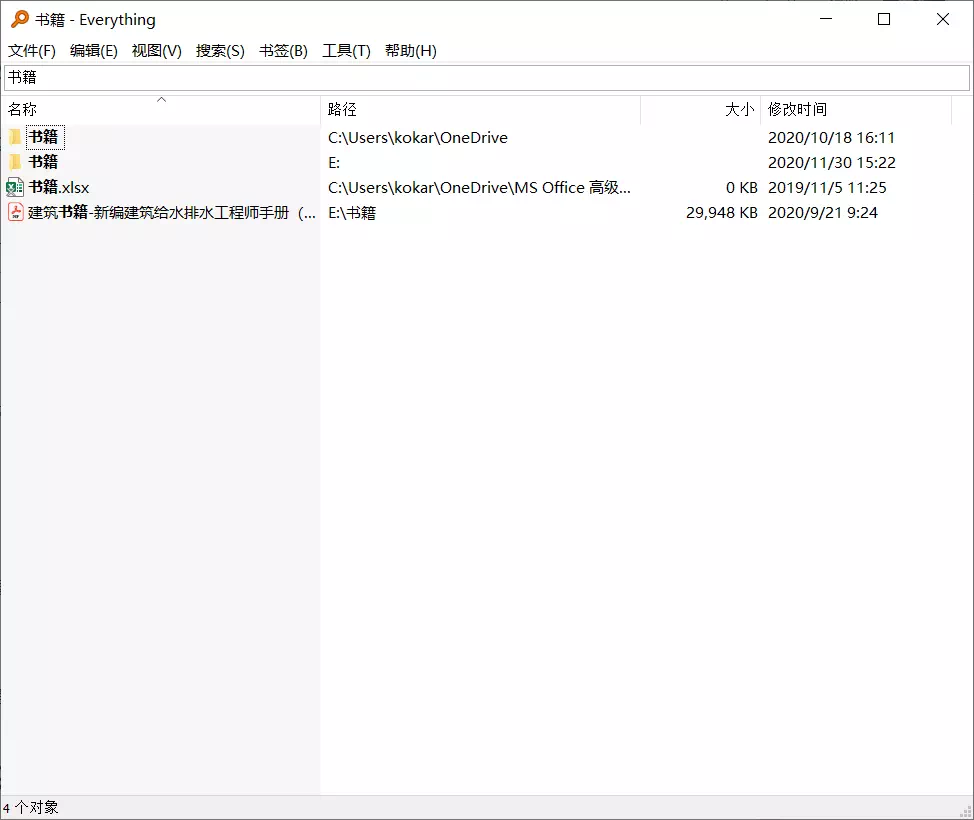 书籍 - Everything
文件(F) 编辑(E) 视图(V) 搜索(S) 书签(B) 工具(T) 帮助(H)
书籍
名称 路径 大小 修改时间
书籍 C:\Users\kokar\OneDrive 2020/10/18 16:11
书籍 E: 2020/11/30 15:22
书籍.xlsx C:\Users\kokar\OneDrive\MS Office 高级... 0 KB 2019/11/5 11:25
建筑书籍-新编建筑给水排水工程师手册（... E:\书籍 29,948 KB 2020/9/21 9:24
4 个对象